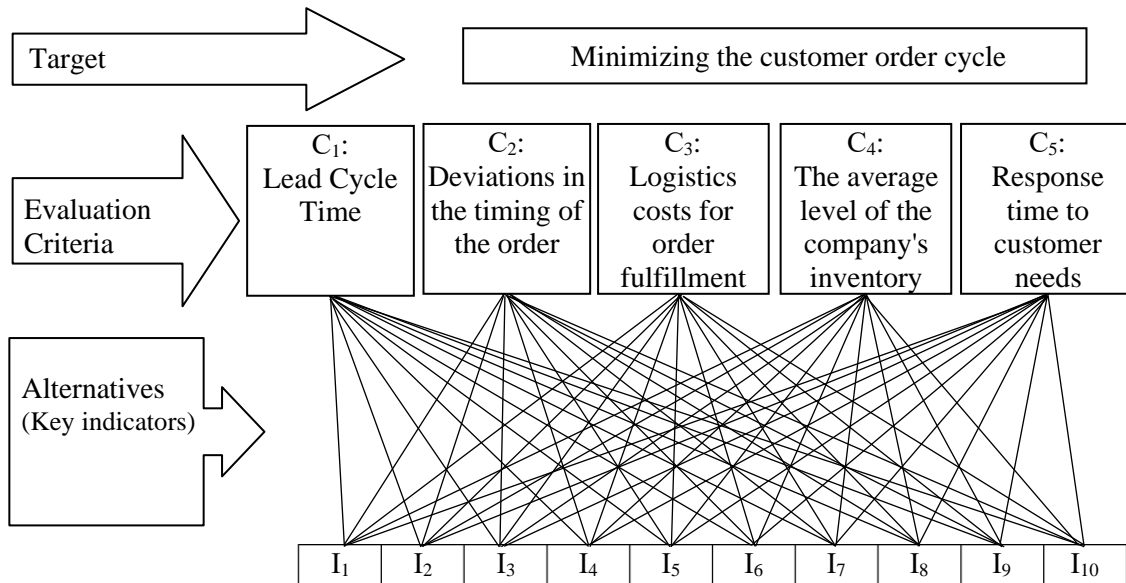 Target
Minimizing the customer order cycle
Evaluation
Criteria
C₁:
Lead Cycle
Time
C₂:
Deviations in
the timing of
the order
C₃:
Logistics
costs for
order
fulfillment
C₄:
The average
level of the
company's
inventory
C₅:
Response
time to
customer
needs
Alternatives
(Key indicators)
I₁ I₂ I₃ I₄ I₅ I₆ I₇ I₈ I₉ I₁₀